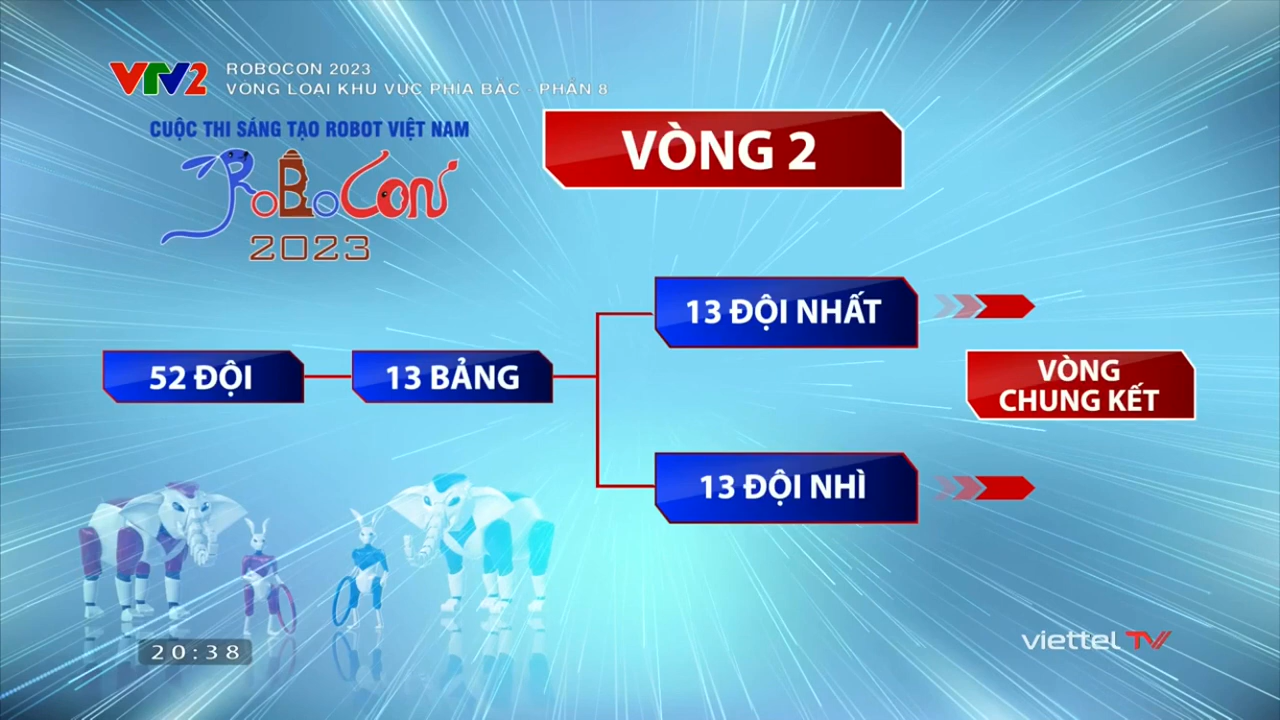 VTV2
ROBOCON 2023
VÒNG LOẠI KHU VỰC PHÍA BẮC - PHẦN 8
CUỘC THI SÁNG TẠO ROBOT VIỆT NAM
ROBOCON
2023
VÒNG 2
13 ĐỘI NHẤT
52 ĐỘI
13 BẢNG
VÒNG
CHUNG KẾT
13 ĐỘI NHÌ
20:38
viettel TV